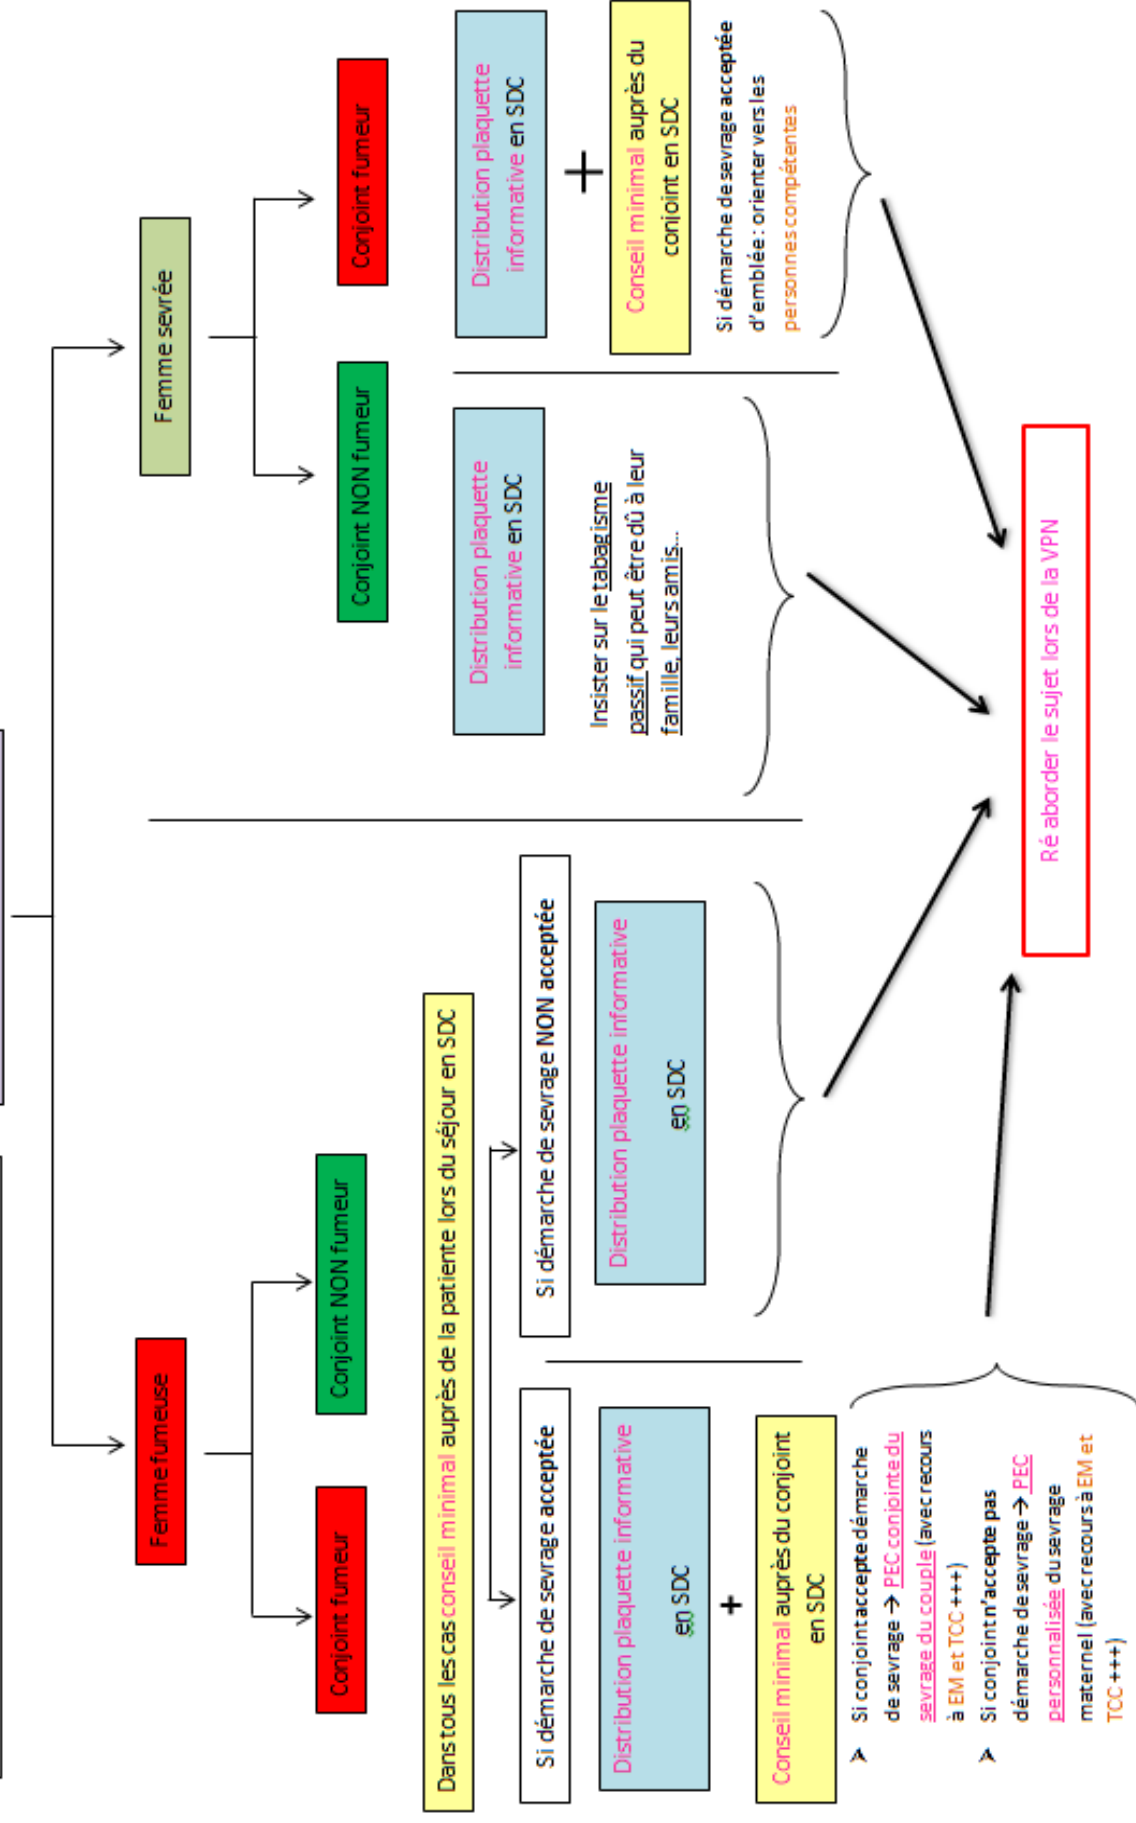 Femme fumeuse
Femme sevrée
Conjoint fumeur
Conjoint NON fumeur
Conjoint NON fumeur
Conjoint fumeur
Dans tous les cas conseil minimal auprès de la patiente lors du séjour en SDC
Si démarche de sevrage acceptée
Distribution plaquette informative
en SDC
+
Conseil minimal auprès du conjoint
en SDC
➢ Si conjoint accepte démarche
de sevrage → PEC conjointe du
sevrage du couple (avec recours
à EM et TCC +++)
➢ Si conjoint n'accepte pas
démarche de sevrage → PEC
personnalisée du sevrage
maternel (avec recours à EM et
TCC +++)
Si démarche de sevrage NON acceptée
Distribution plaquette informative
en SDC
Distribution plaquette
informative en SDC
Insister sur le tabagisme
passif qui peut être dû à leur
famille, leurs amis...
Distribution plaquette
informative en SDC
+
Conseil minimal auprès du
conjoint en SDC
Si démarche de sevrage acceptée
d'emblée : orienter vers les
personnes compétentes
Ré aborder le sujet lors de la VPN